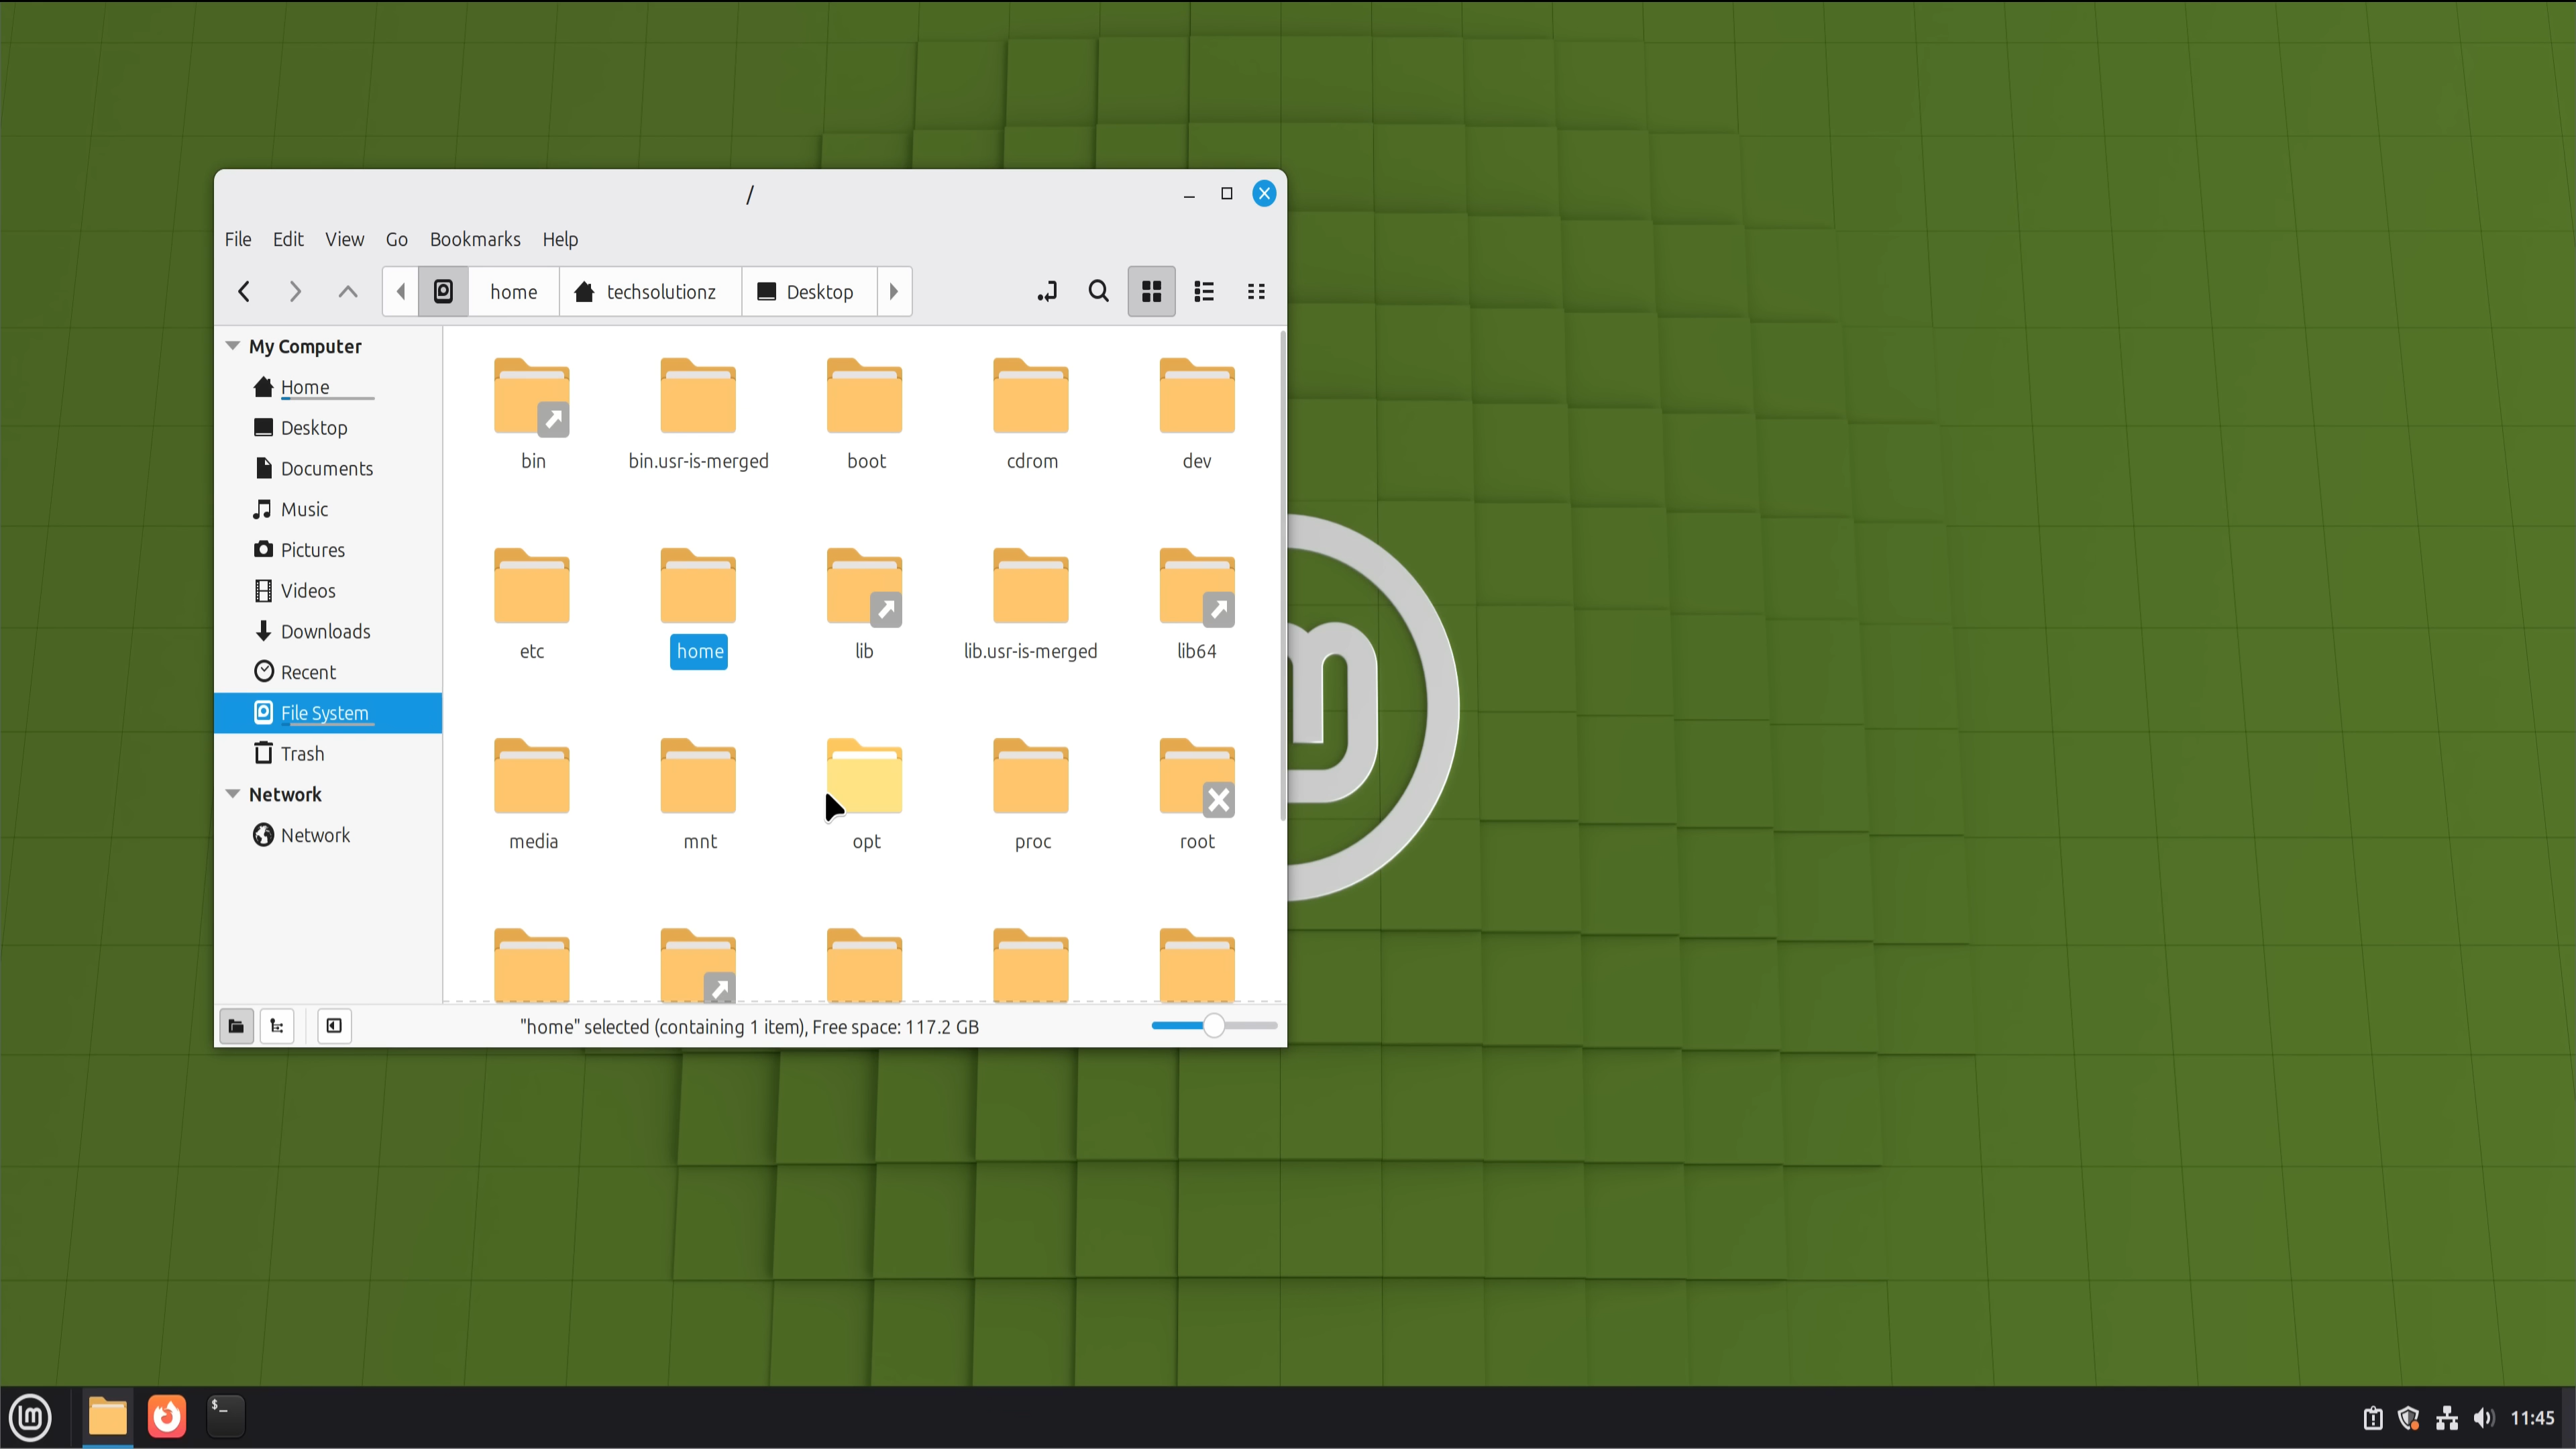 /
File Edit View Go Bookmarks Help
home techsolutionz Desktop
My Computer
Home
Desktop
Documents
Music
Pictures
Videos
Downloads
Recent
File System
Trash
Network
Network
bin bin.usr-is-merged boot cdrom dev
etc home lib lib.usr-is-merged lib64
media mnt opt proc root
"home" selected (containing 1 item), Free space: 117.2 GB
$_
11:45